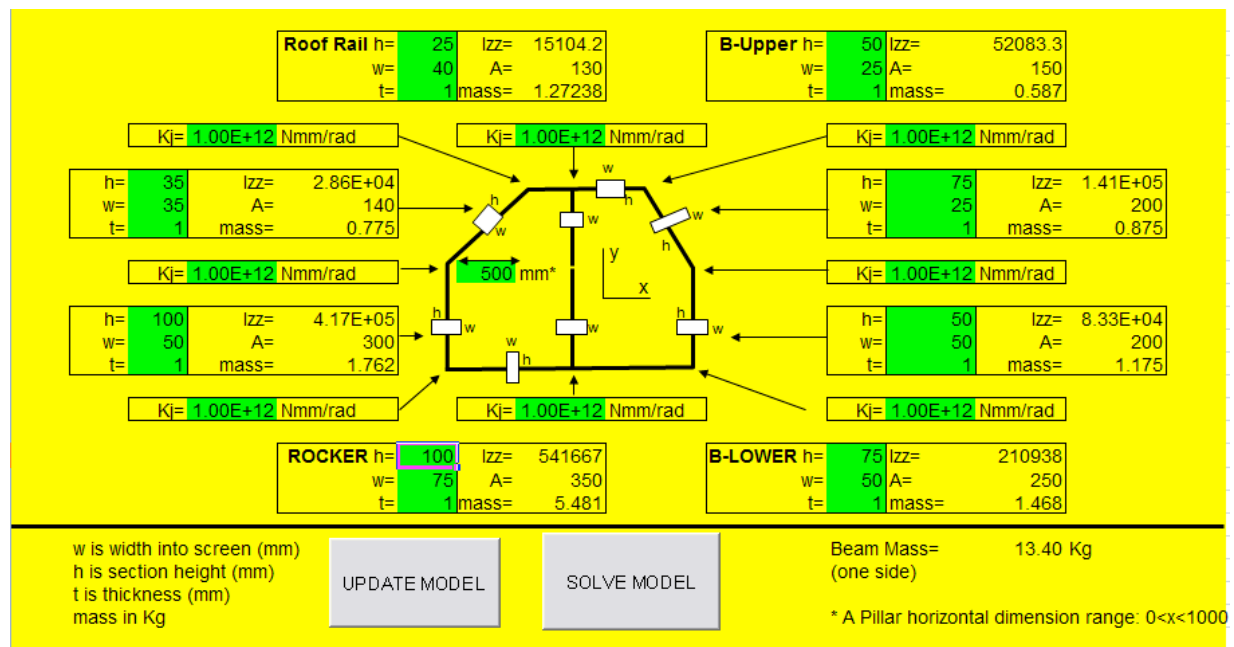 Roof Rail h= 25 Izz= 15104.2
w= 40 A= 130
t= 1 mass= 1.27238
B-Upper h= 50 Izz= 52083.3
w= 25 A= 150
t= 1 mass= 0.587
Kj= 1.00E+12 Nmm/rad
Kj= 1.00E+12 Nmm/rad
Kj= 1.00E+12 Nmm/rad
h= 35 Izz= 2.86E+04
w= 35 A= 140
t= 1 mass= 0.775
w
h
h
w
w
w
h
y
x
500 mm*
h= 75 Izz= 1.41E+05
w= 25 A= 200
t= 1 mass= 0.875
Kj= 1.00E+12 Nmm/rad
Kj= 1.00E+12 Nmm/rad
h= 100 Izz= 4.17E+05
w= 50 A= 300
t= 1 mass= 1.762
h
w
w
h
w
h
w
h= 50 Izz= 8.33E+04
w= 50 A= 200
t= 1 mass= 1.175
Kj= 1.00E+12 Nmm/rad
Kj= 1.00E+12 Nmm/rad
Kj= 1.00E+12 Nmm/rad
ROCKER h= 100 Izz= 541667
w= 75 A= 350
t= 1 mass= 5.481
B-LOWER h= 75 Izz= 210938
w= 50 A= 250
t= 1 mass= 1.468
w is width into screen (mm)
h is section height (mm)
t is thickness (mm)
mass in Kg
UPDATE MODEL
SOLVE MODEL
Beam Mass= 13.40 Kg
(one side)
* A Pillar horizontal dimension range: 0<x<1000